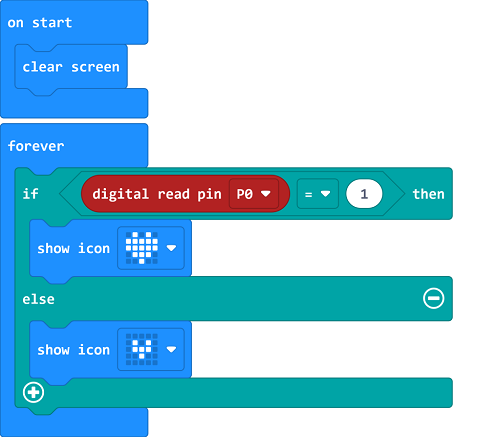 on start
clear screen
forever
if digital read pin P0 = 1 then
show icon
else
show icon